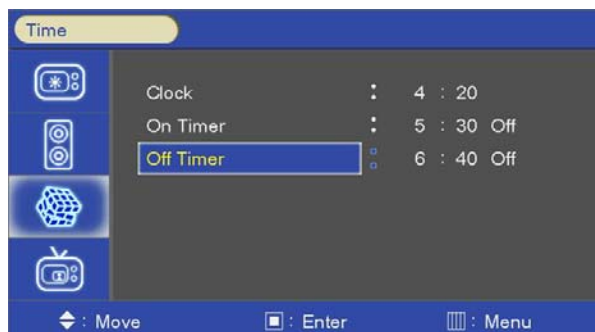 Time
Clock : 4 : 20
On Timer : 5 : 30 Off
Off Timer : 6 : 40 Off
: Move : Enter : Menu